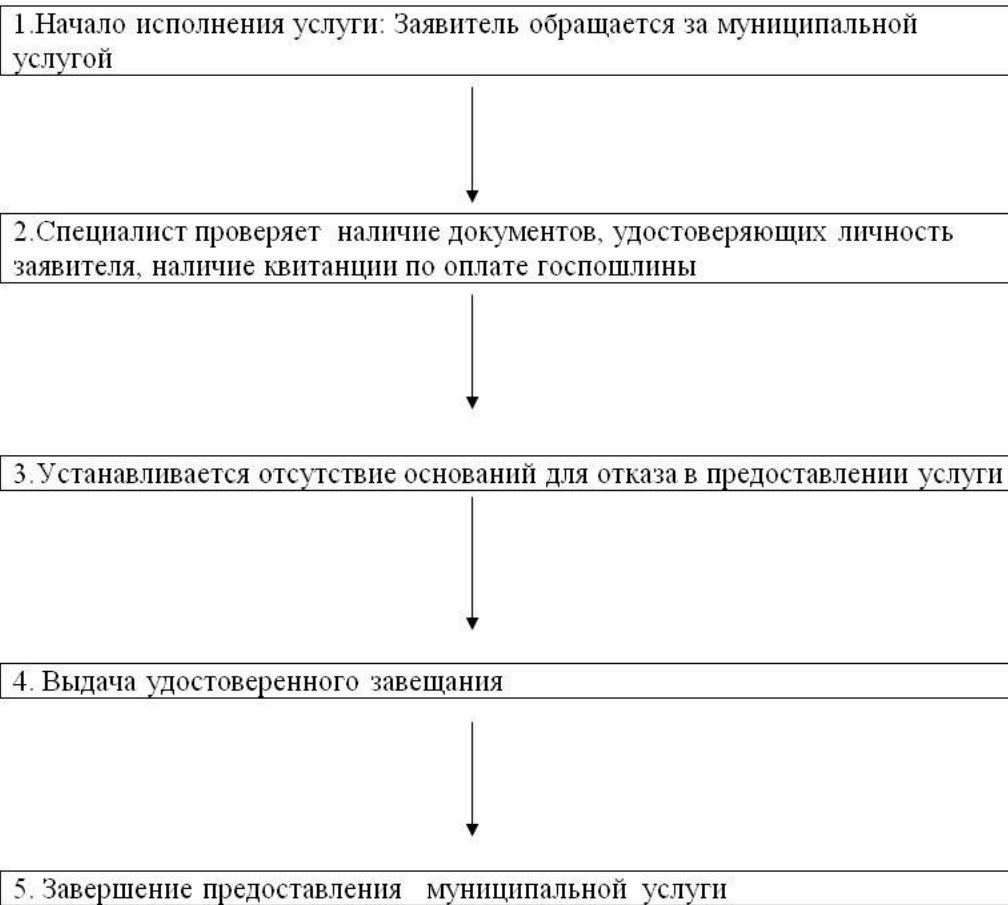 1.Начало исполнения услуги: Заявитель обращается за муниципальной
услугой
2.Специалист проверяет наличие документов, удостоверяющих личность
заявителя, наличие квитанции по оплате госпошлины
3.Устанавливается отсутствие оснований для отказа в предоставлении услуги
4. Выдача удостоверенного завещания
5. Завершение предоставления муниципальной услуги